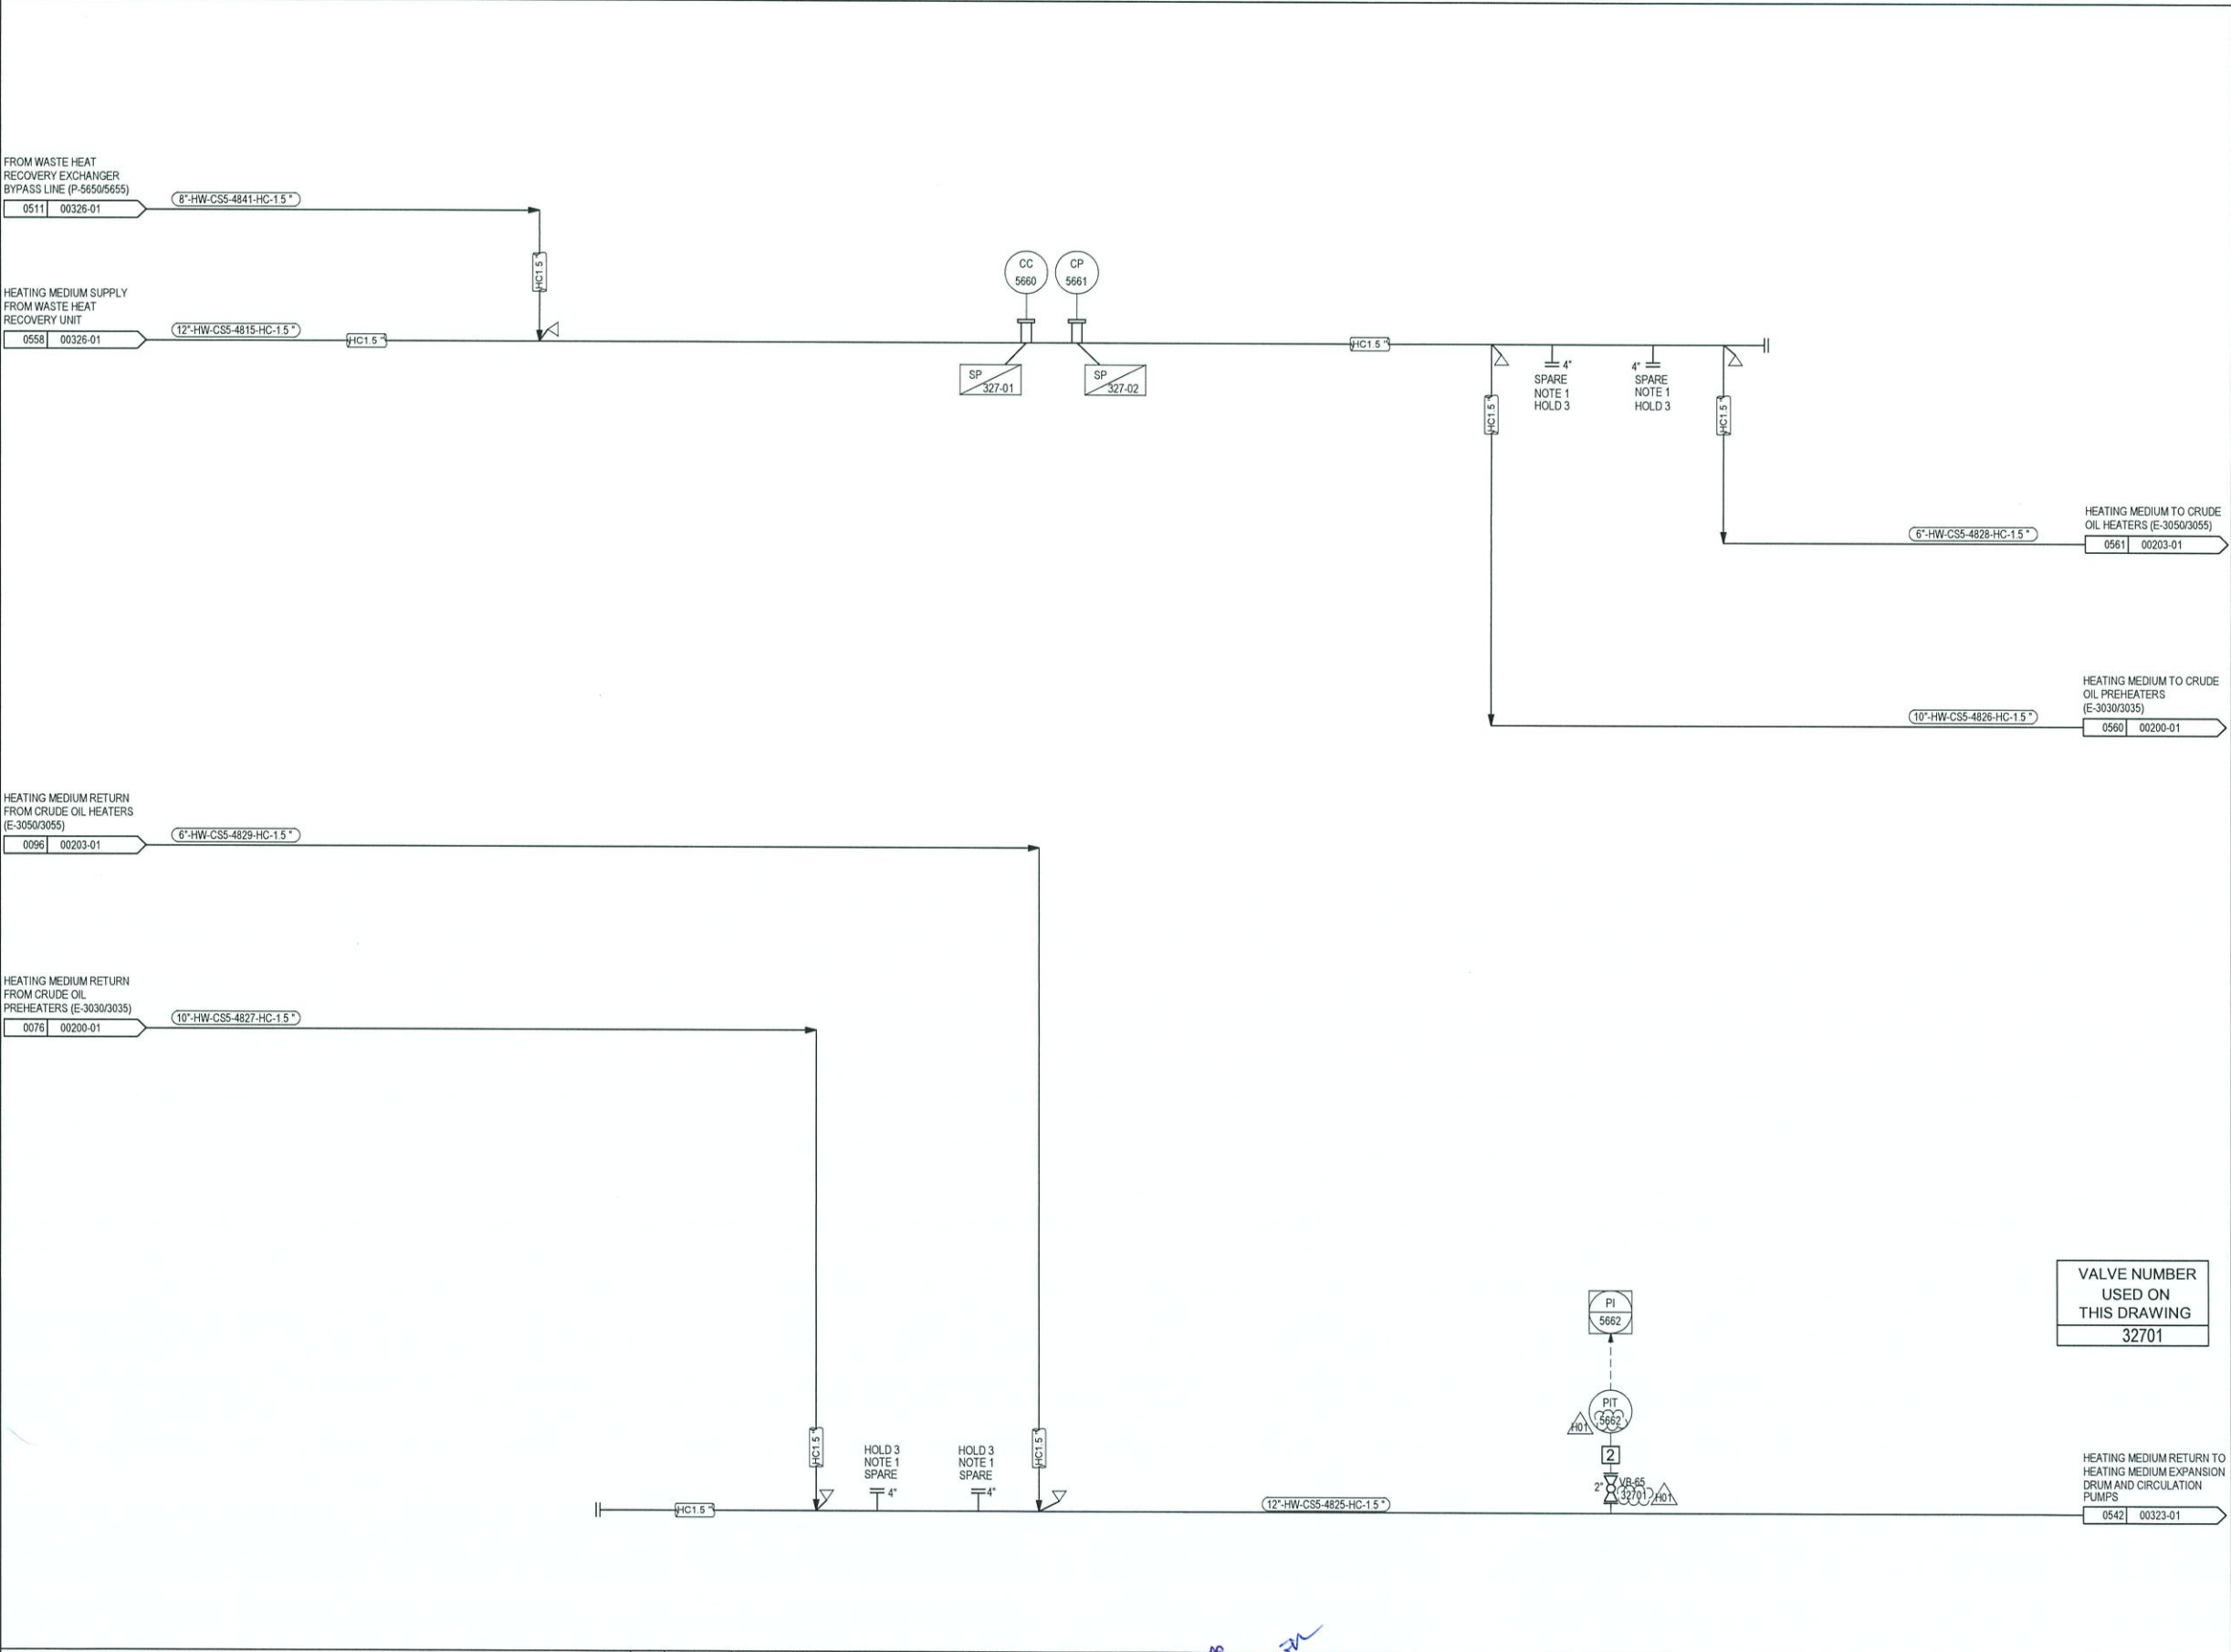 FROM WASTE HEAT
RECOVERY EXCHANGER
BYPASS LINE (P-5650/5655)
0511 00326-01
8"-HW-CS5-4841-HC-1.5 "
HC1.5 "
HEATING MEDIUM SUPPLY
FROM WASTE HEAT
RECOVERY UNIT
0558 00326-01
12"-HW-CS5-4815-HC-1.5 "
HC1.5 "
CC
5660
CP
5661
SP
327-01
SP
327-02
HC1.5 "
4"
SPARE
NOTE 1
HOLD 3
4"
SPARE
NOTE 1
HOLD 3
HC1.5 "
HC1.5 "
6"-HW-CS5-4828-HC-1.5 "
HEATING MEDIUM TO CRUDE
OIL HEATERS (E-3050/3055)
0561 00203-01
10"-HW-CS5-4826-HC-1.5 "
HEATING MEDIUM TO CRUDE
OIL PREHEATERS
(E-3030/3035)
0560 00200-01
HEATING MEDIUM RETURN
FROM CRUDE OIL HEATERS
(E-3050/3055)
0096 00203-01
6"-HW-CS5-4829-HC-1.5 "
HEATING MEDIUM RETURN
FROM CRUDE OIL
PREHEATERS (E-3030/3035)
0076 00200-01
10"-HW-CS5-4827-HC-1.5 "
VALVE NUMBER
USED ON
THIS DRAWING
32701
PI
5662
PIT
5662
H01
2
2"
VB-65
32701
H01
HC1.5 "
HC1.5 "
HOLD 3
NOTE 1
SPARE
4"
HOLD 3
NOTE 1
SPARE
4"
HC1.5 "
12"-HW-CS5-4825-HC-1.5 "
HEATING MEDIUM RETURN TO
HEATING MEDIUM EXPANSION
DRUM AND CIRCULATION
PUMPS
0542 00323-01